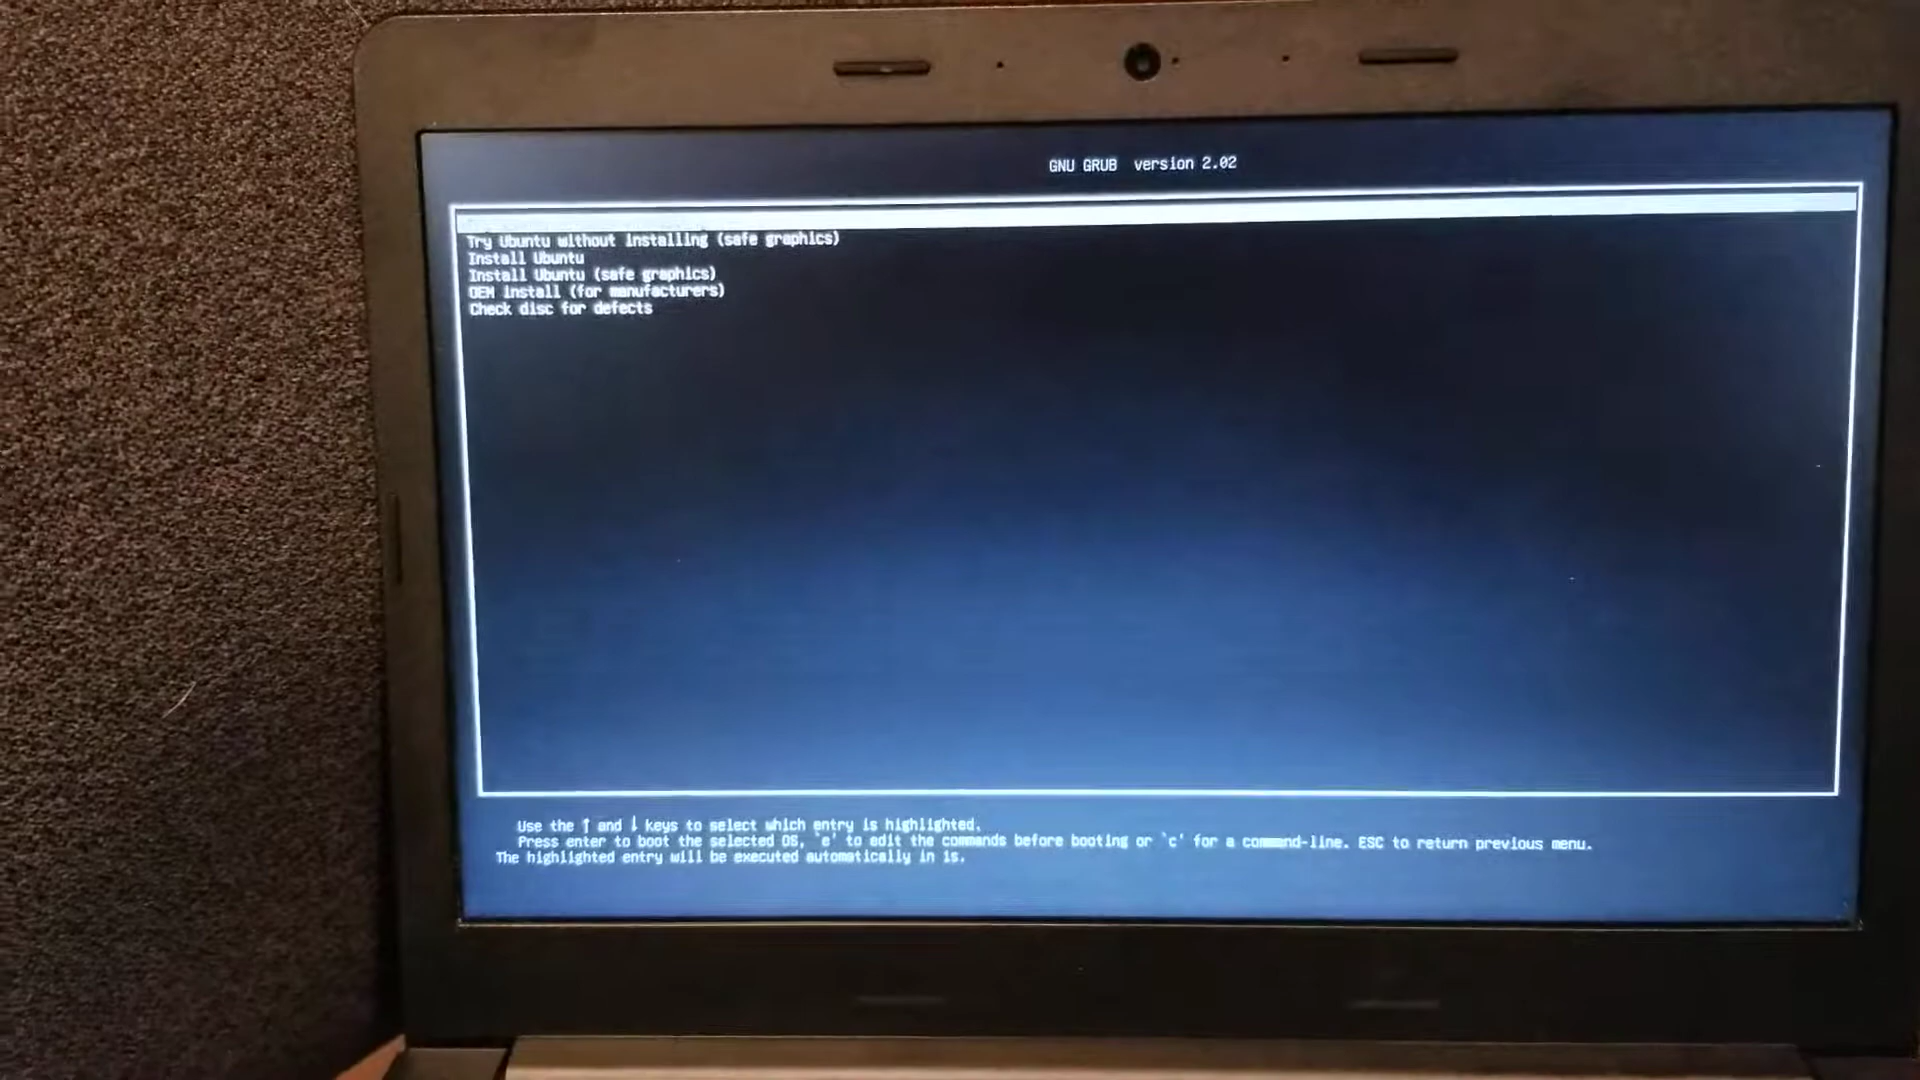 GNU GRUB version 2.02
Try Ubuntu without installing (safe graphics)
Install Ubuntu
Install Ubuntu (safe graphics)
OEM install (for manufacturers)
Check disc for defects
Use the ↑ and ↓ keys to select which entry is highlighted.
Press enter to boot the selected OS, `e' to edit the commands before booting or `c' for a command-line. ESC to return previous menu.
The highlighted entry will be executed automatically in 1s.